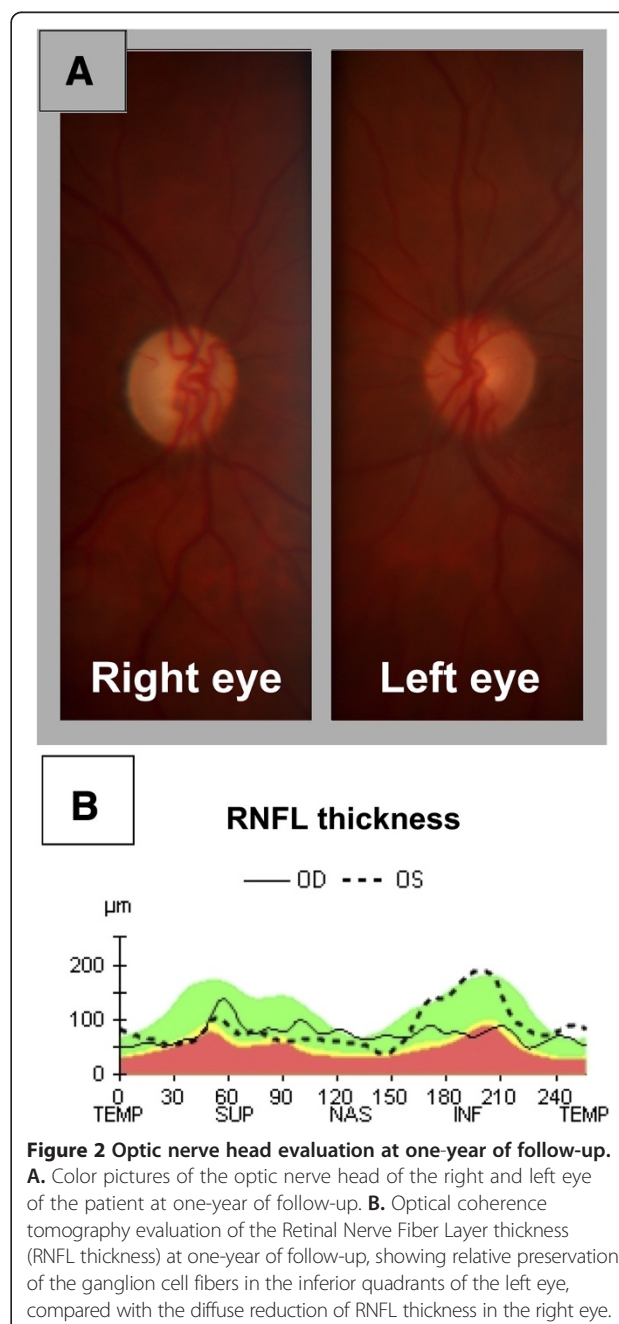 A
Right eye
Left eye
B
RNFL thickness
OD OS
µm
200
100
0
0 30 60 90 120 150 180 210 240
TEMP SUP NAS INF TEMP
Figure 2 Optic nerve head evaluation at one-year of follow-up.
A. Color pictures of the optic nerve head of the right and left eye
of the patient at one-year of follow-up. B. Optical coherence
tomography evaluation of the Retinal Nerve Fiber Layer thickness
(RNFL thickness) at one-year of follow-up, showing relative preservation
of the ganglion cell fibers in the inferior quadrants of the left eye,
compared with the diffuse reduction of RNFL thickness in the right eye.